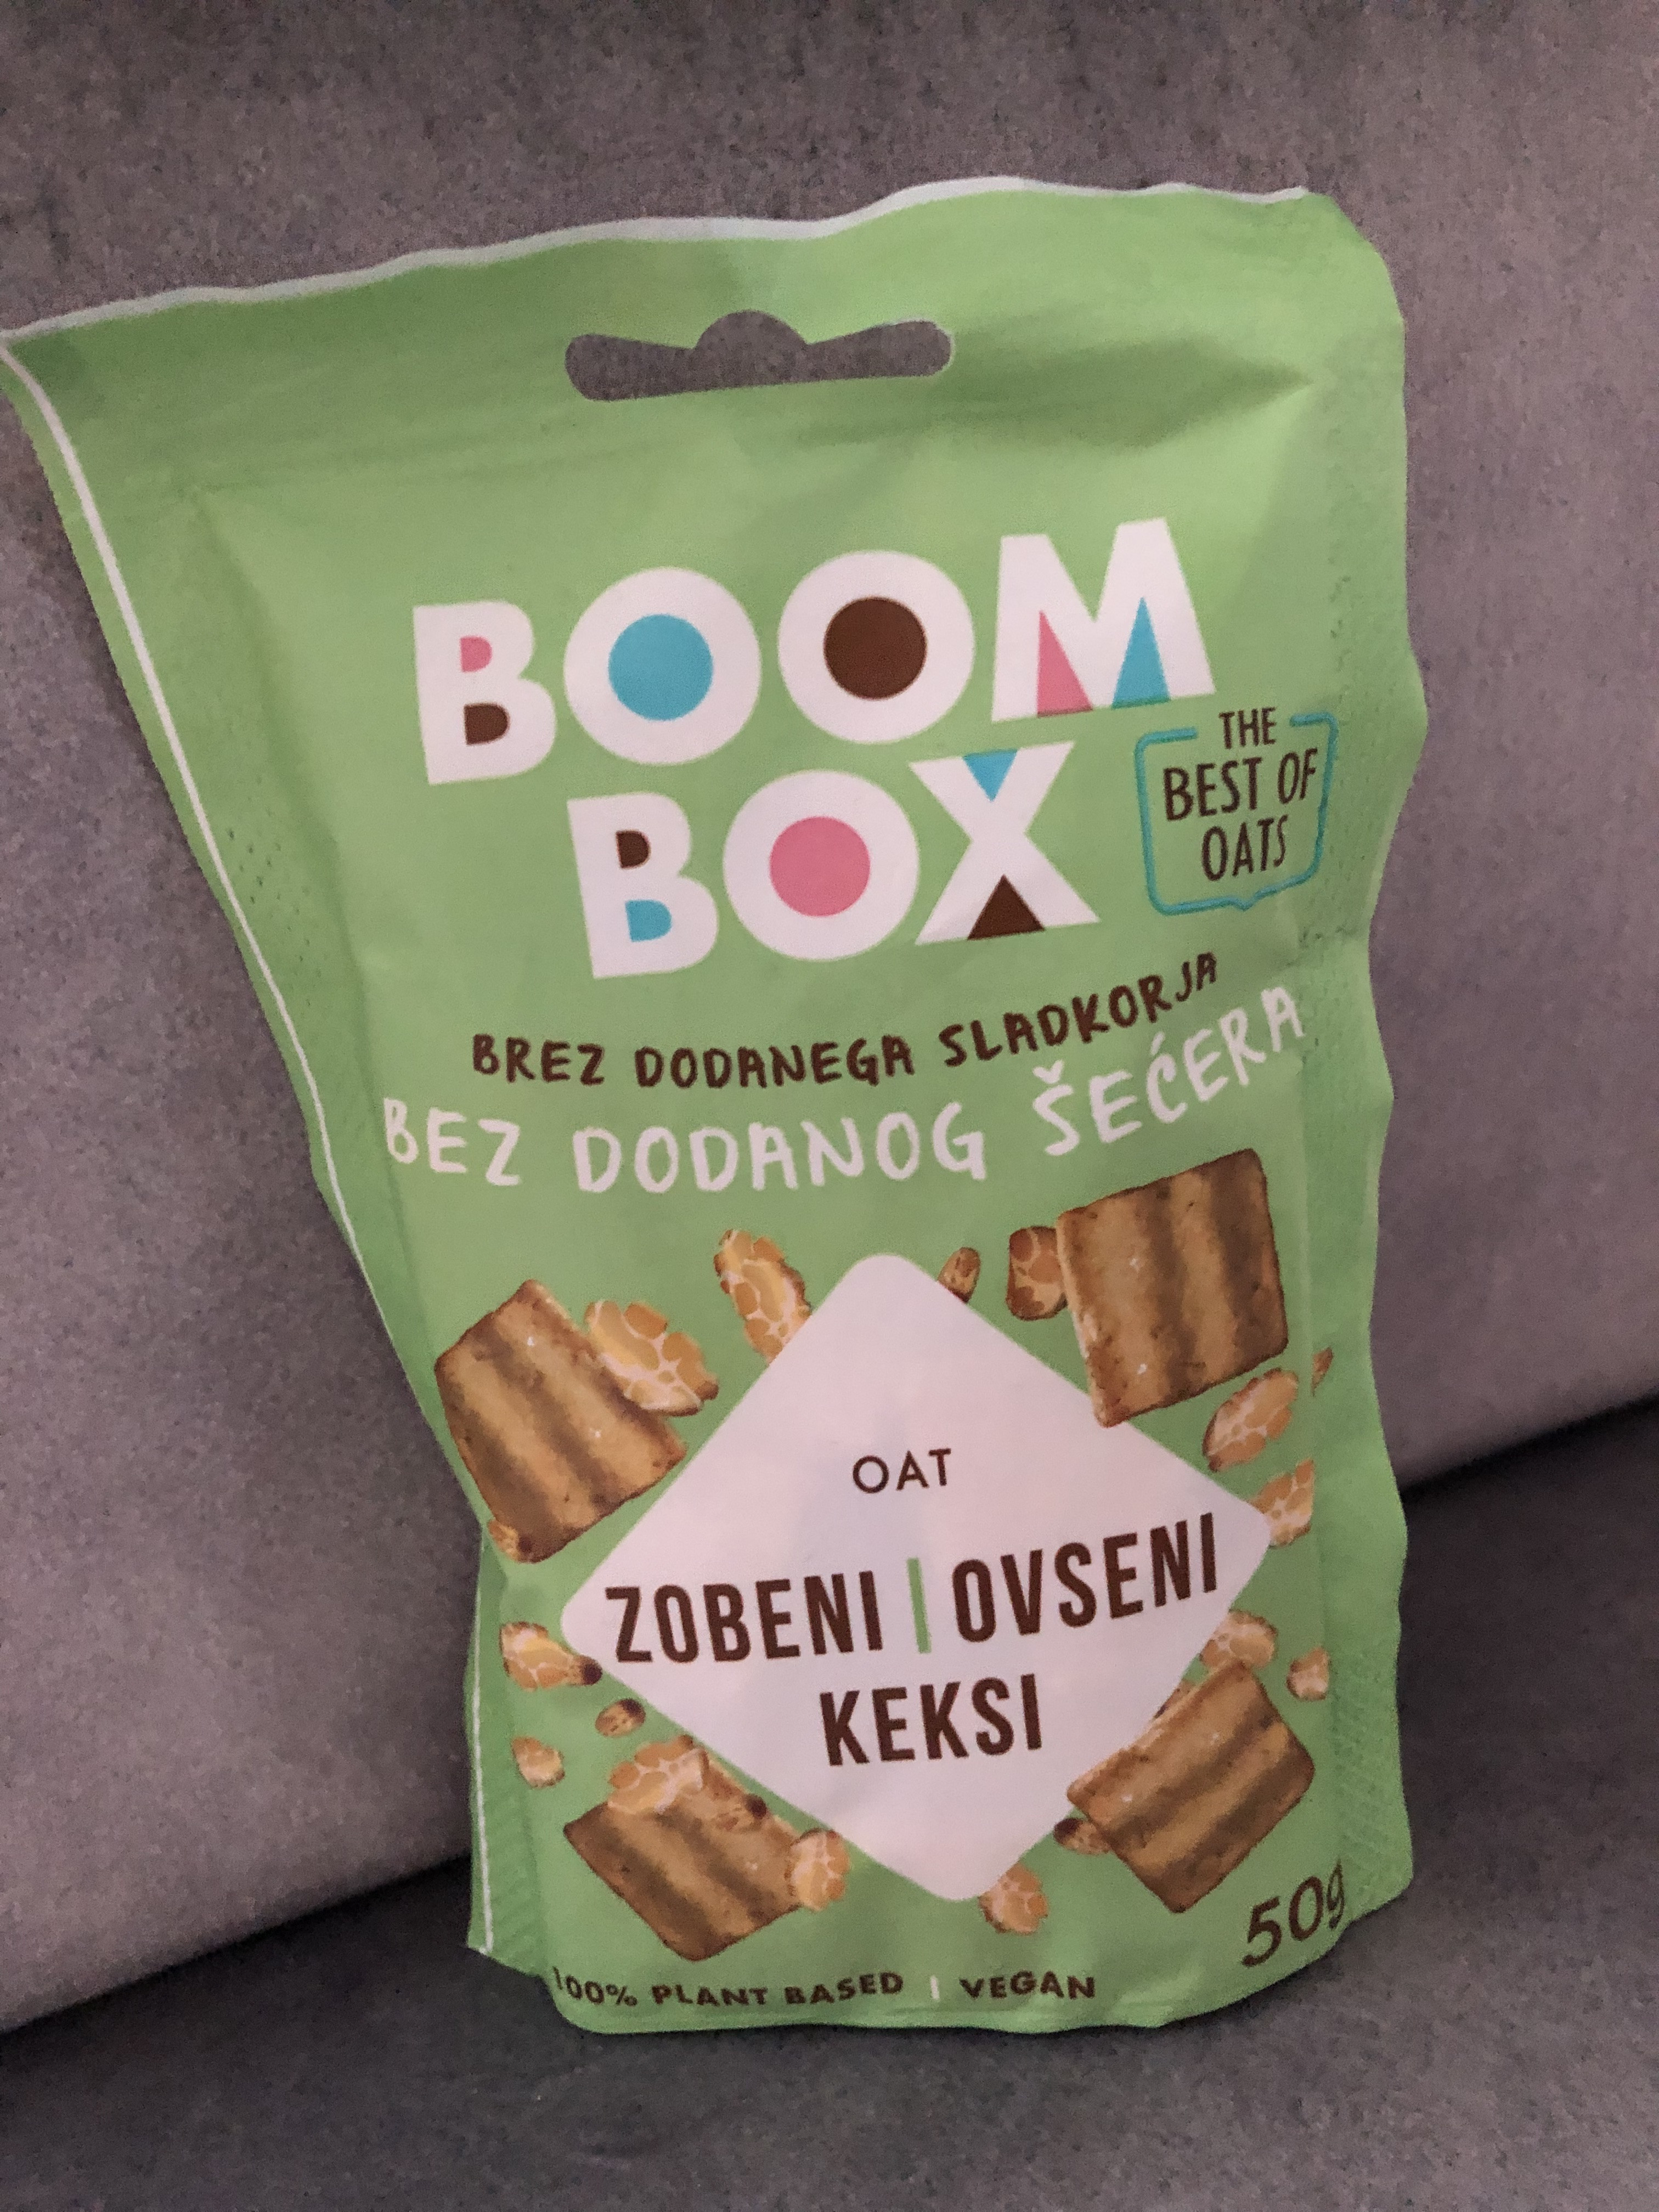 BOOM
BOX
THE
BEST OF
OATS
BREZ DODANEGA SLADKORJA
BEZ DODANOG ŠEĆERA
OAT
ZOBENI | OVSENI
KEKSI
50g
100% PLANT BASED | VEGAN